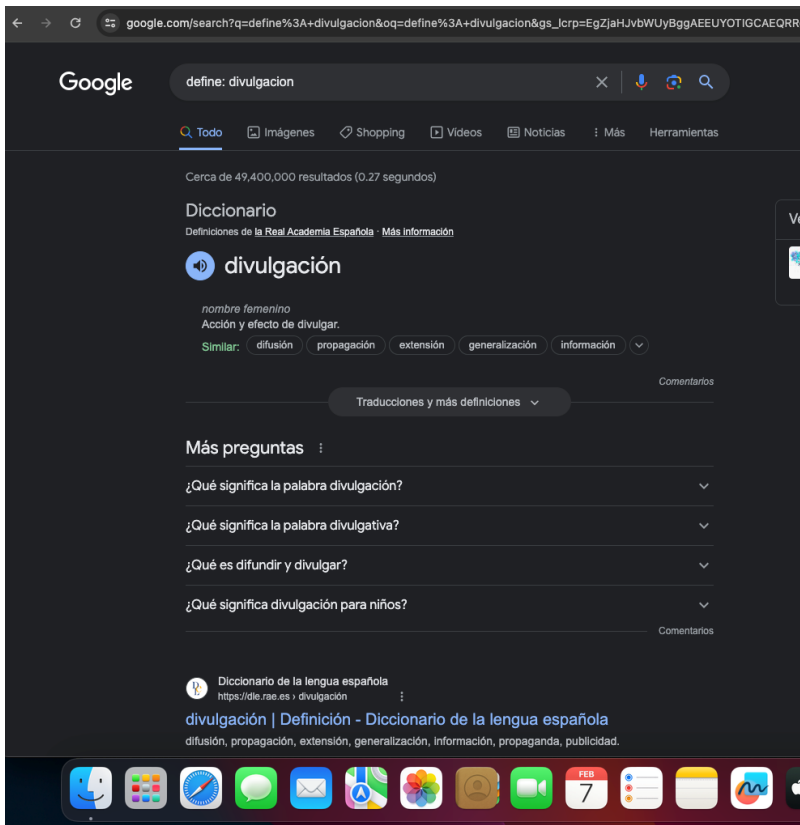 google.com/search?q=define%3A+divulgacion&oq=define%3A+divulgacion&gs_lcrp=EgZjaHJvbWUyBggAEEUYOTIGCAEQRR
Google
define: divulgacion
Todo Imágenes Shopping Vídeos Noticias Más Herramientas
Cerca de 49,400,000 resultados (0.27 segundos)
Diccionario
Definiciones de la Real Academia Española · Más información
divulgación
nombre femenino
Acción y efecto de divulgar.
Similar: difusión propagación extensión generalización información
Comentarios
Traducciones y más definiciones
Más preguntas
¿Qué significa la palabra divulgación?
¿Qué significa la palabra divulgativa?
¿Qué es difundir y divulgar?
¿Qué significa divulgación para niños?
Comentarios
Diccionario de la lengua española
https://dle.rae.es › divulgación
divulgación | Definición - Diccionario de la lengua española
difusión, propagación, extensión, generalización, información, propaganda, publicidad.
FEB
7